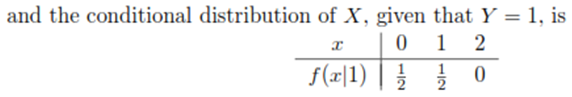 and the conditional distribution of X, given that Y = 1, is
x | 0 1 2
f(x|1) | 1/2 1/2 0